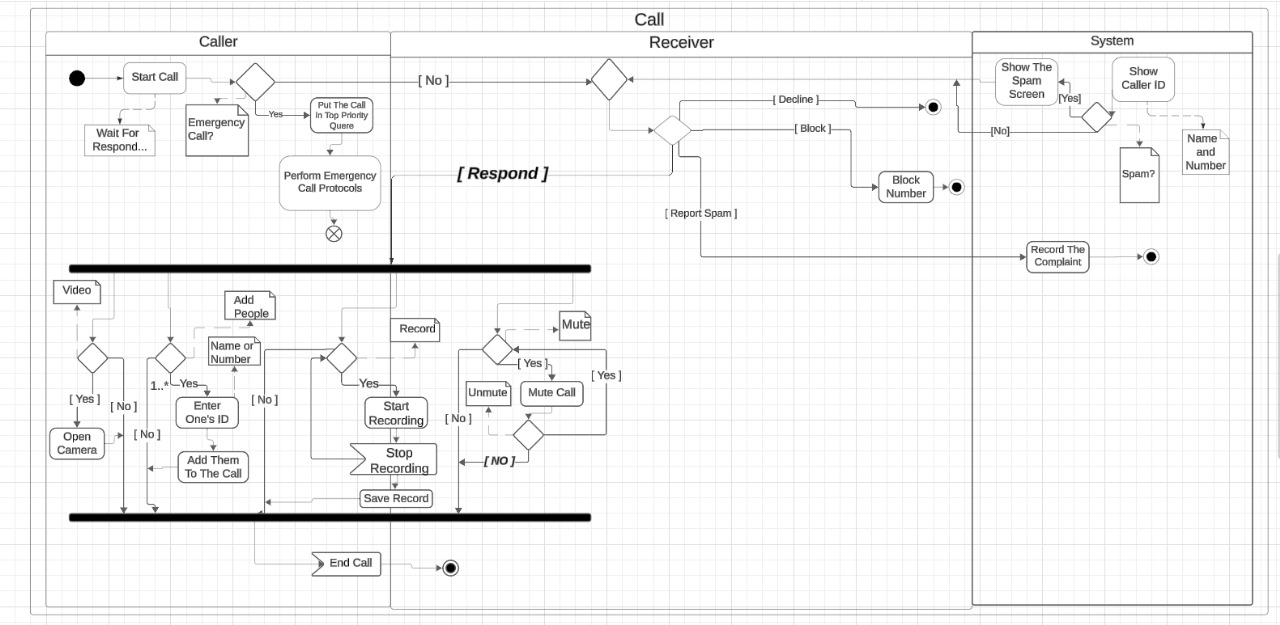 Call
Caller
Receiver
System
Start Call
Wait For
Respond...
Emergency
Call?
Yes
Put The Call
In Top Priority
Quere
Perform Emergency
Call Protocols
[ No ]
[ Decline ]
[ Block ]
Block
Number
[ Respond ]
[ Report Spam ]
Show The
Spam
Screen
[Yes]
Show
Caller ID
[No]
Spam?
Name
and
Number
Record The
Complaint
Video
[ Yes ]
[ No ]
Open
Camera
Add
People
Name or
Number
1..*
Yes
Enter
One's ID
[ No ]
Add Them
To The Call
Record
[ No ]
Yes
Start
Recording
Stop
Recording
Save Record
Mute
[ Yes ]
Mute Call
[ Yes ]
Unmute
[ No ]
[ NO ]
End Call